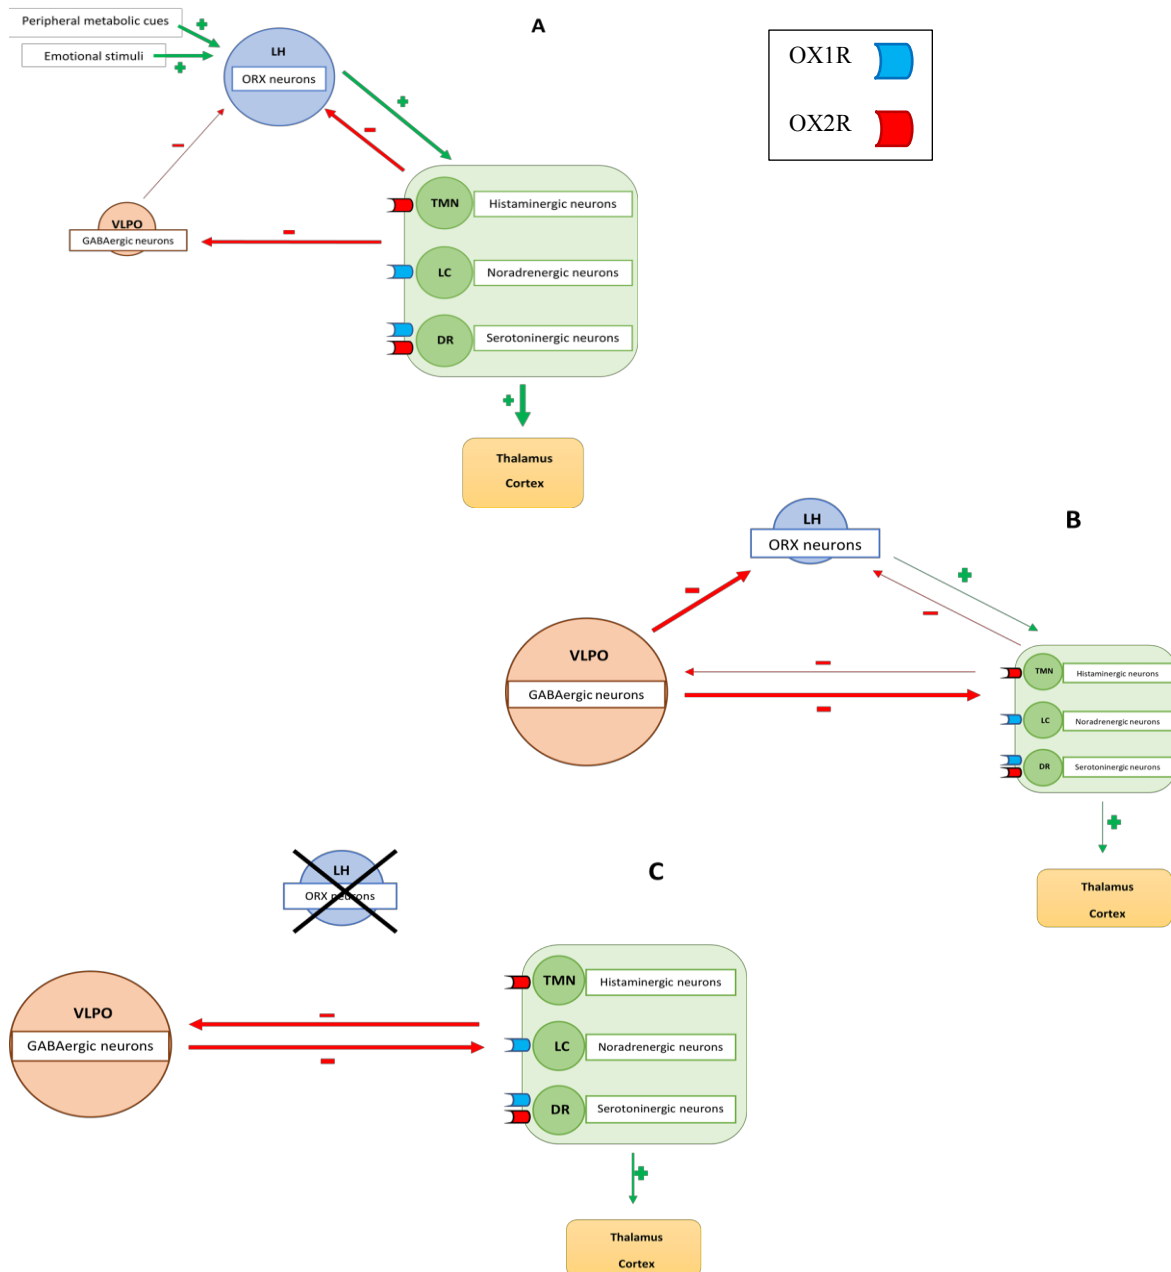 Peripheral metabolic cues
Emotional stimuli
LH
ORX neurons
A
OX1R
OX2R
VLPO
GABAergic neurons
TMN
Histaminergic neurons
LC
Noradrenergic neurons
DR
Serotoninergic neurons
Thalamus
Cortex
B
LH
ORX neurons
VLPO
GABAergic neurons
TMN
Histaminergic neurons
LC
Noradrenergic neurons
DR
Serotoninergic neurons
Thalamus
Cortex
C
LH
ORX neurons
VLPO
GABAergic neurons
TMN
Histaminergic neurons
LC
Noradrenergic neurons
DR
Serotoninergic neurons
Thalamus
Cortex